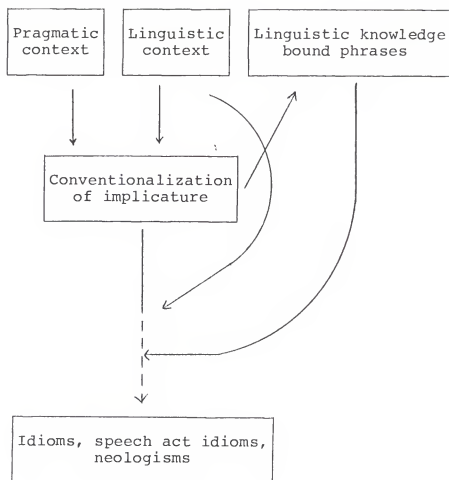 Pragmatic
context
Linguistic
context
Linguistic knowledge
bound phrases
Conventionalization
of implicature
Idioms, speech act idioms,
neologisms